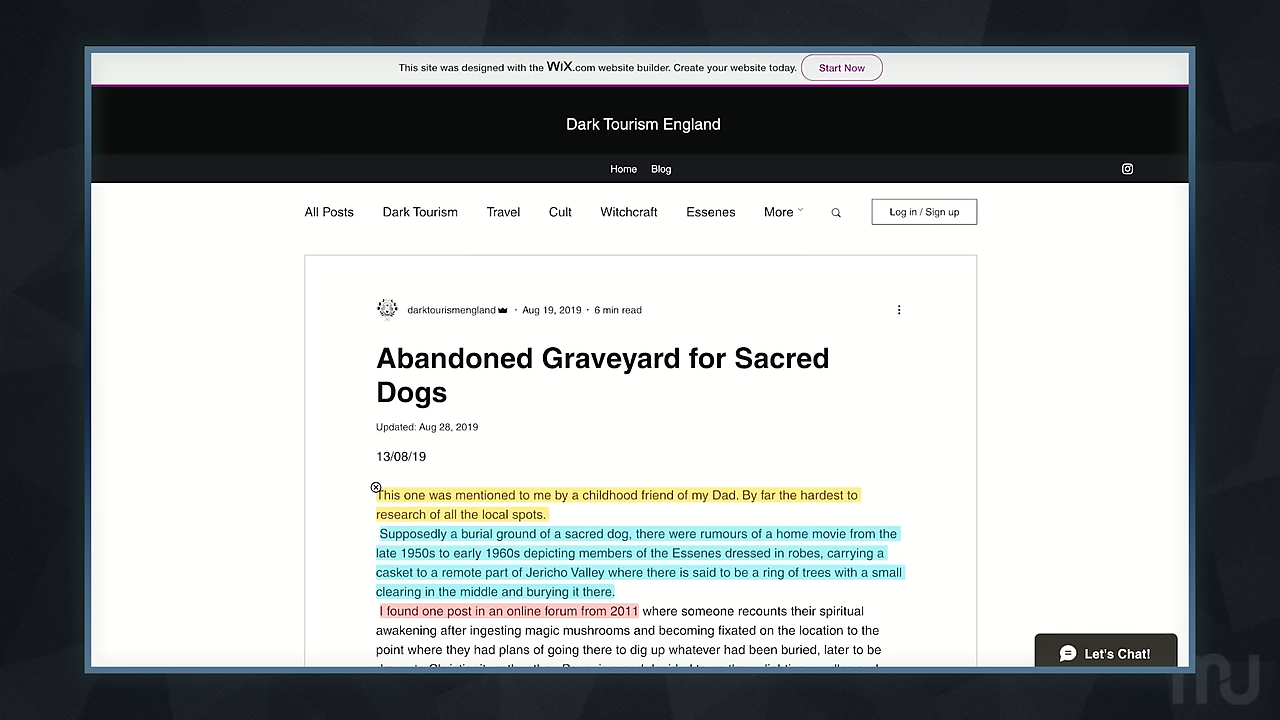 This site was designed with the WiX.com website builder. Create your website today. Start Now
Dark Tourism England
Home Blog
All Posts Dark Tourism Travel Cult Witchcraft Essenes More Log in / Sign up
darktourismengland · Aug 19, 2019 · 6 min read
Abandoned Graveyard for Sacred
Dogs
Updated: Aug 28, 2019
13/08/19
This one was mentioned to me by a childhood friend of my Dad. By far the hardest to
research of all the local spots.
Supposedly a burial ground of a sacred dog, there were rumours of a home movie from the
late 1950s to early 1960s depicting members of the Essenes dressed in robes, carrying a
casket to a remote part of Jericho Valley where there is said to be a ring of trees with a small
clearing in the middle and burying it there.
I found one post in an online forum from 2011 where someone recounts their spiritual
awakening after ingesting magic mushrooms and becoming fixated on the location to the
point where they had plans of going there to dig up whatever had been buried, later to be
Let's Chat!